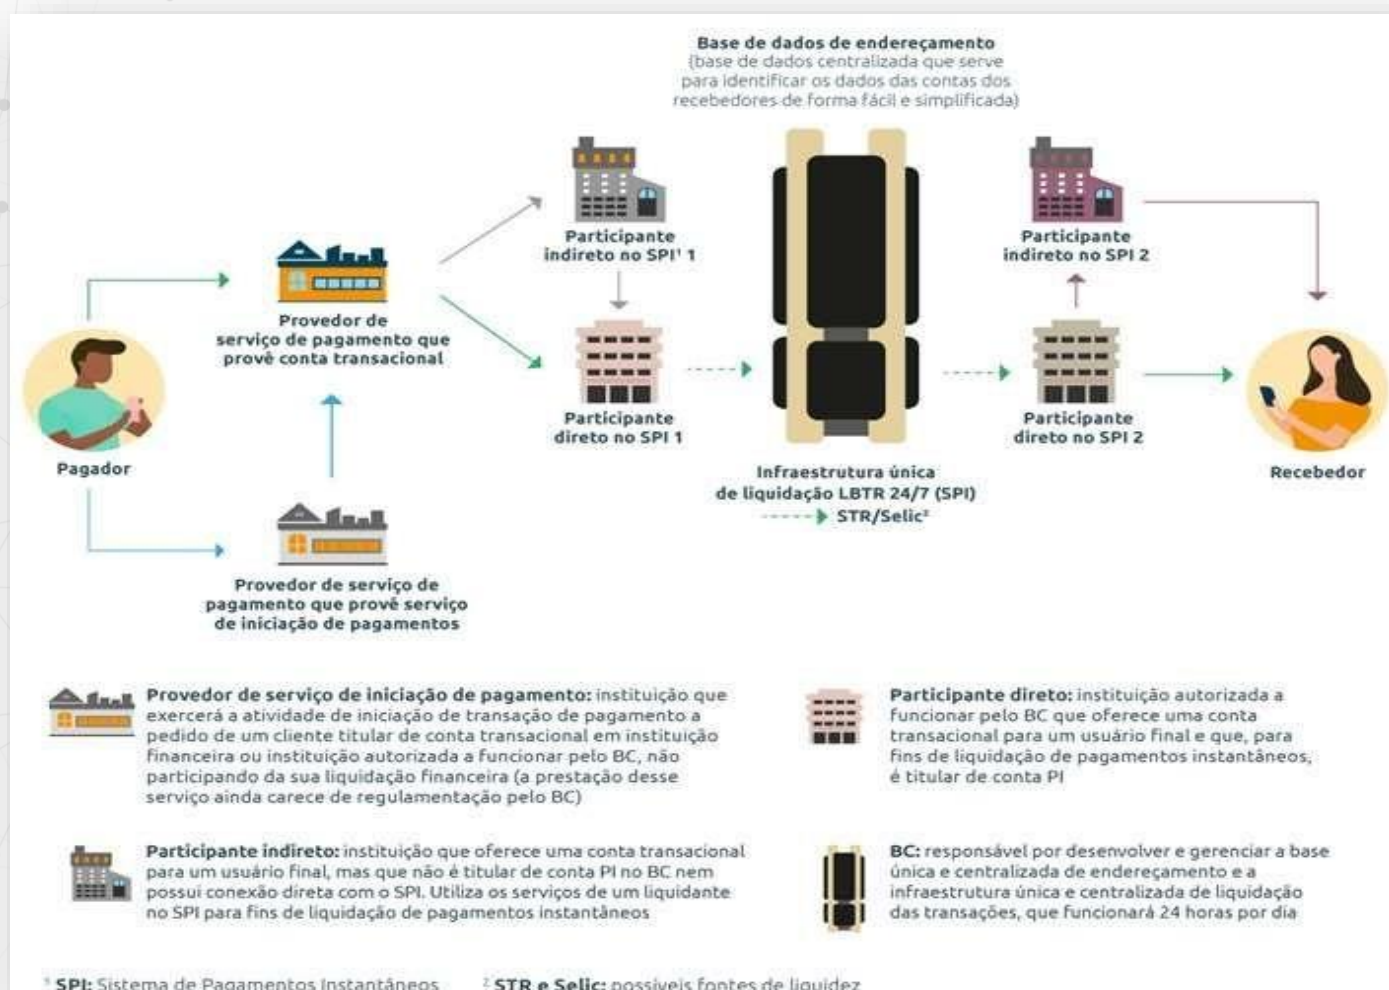 Base de dados de endereçamento
(base de dados centralizada que serve
para identificar os dados das contas dos
recebedores de forma fácil e simplificada)
Participante
indireto no SPI¹ 1
Participante
indireto no SPI 2
Provedor de
serviço de pagamento que
provê conta transacional
Participante
direto no SPI 1
Participante
direto no SPI 2
Pagador
Recebedor
Infraestrutura única
de liquidação LBTR 24/7 (SPI)
STR/Selic²
Provedor de serviço de
pagamento que provê serviço
de iniciação de pagamentos
Provedor de serviço de iniciação de pagamento: instituição que
exercerá a atividade de iniciação de transação de pagamento a
pedido de um cliente titular de conta transacional em instituição
financeira ou instituição autorizada a funcionar pelo BC, não
participando da sua liquidação financeira (a prestação desse
serviço ainda carece de regulamentação pelo BC)
Participante direto: instituição autorizada a
funcionar pelo BC que oferece uma conta
transacional para um usuário final e que, para
fins de liquidação de pagamentos instantâneos,
é titular de conta PI
Participante indireto: instituição que oferece uma conta transacional
para um usuário final, mas que não é titular de conta PI no BC nem
possui conexão direta com o SPI. Utiliza os serviços de um liquidante
no SPI para fins de liquidação de pagamentos instantâneos
BC: responsável por desenvolver e gerenciar a base
única e centralizada de endereçamento e a
infraestrutura única e centralizada de liquidação
das transações, que funcionará 24 horas por dia
¹ SPI: Sistema de Pagamentos Instantâneos
² STR e Selic: possíveis fontes de liquidez